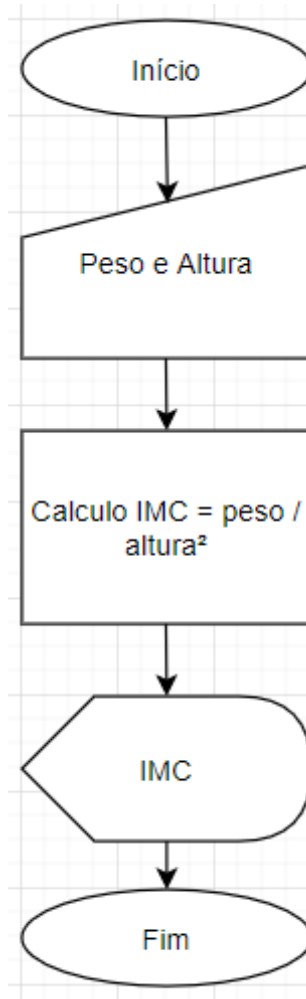 Início
Peso e Altura
Calculo IMC = peso /
altura²
IMC
Fim